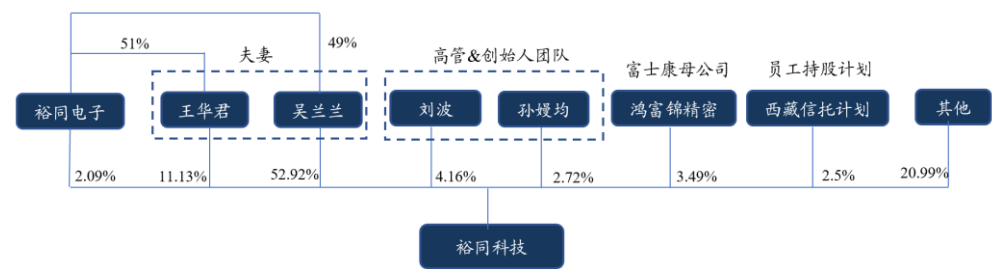 51%
49%
夫妻
高管&创始人团队
富士康母公司
员工持股计划
裕同电子
王华君
吴兰兰
刘波
孙嫚均
鸿富锦精密
西藏信托计划
其他
2.09%
11.13%
52.92%
4.16%
2.72%
3.49%
2.5%
20.99%
裕同科技